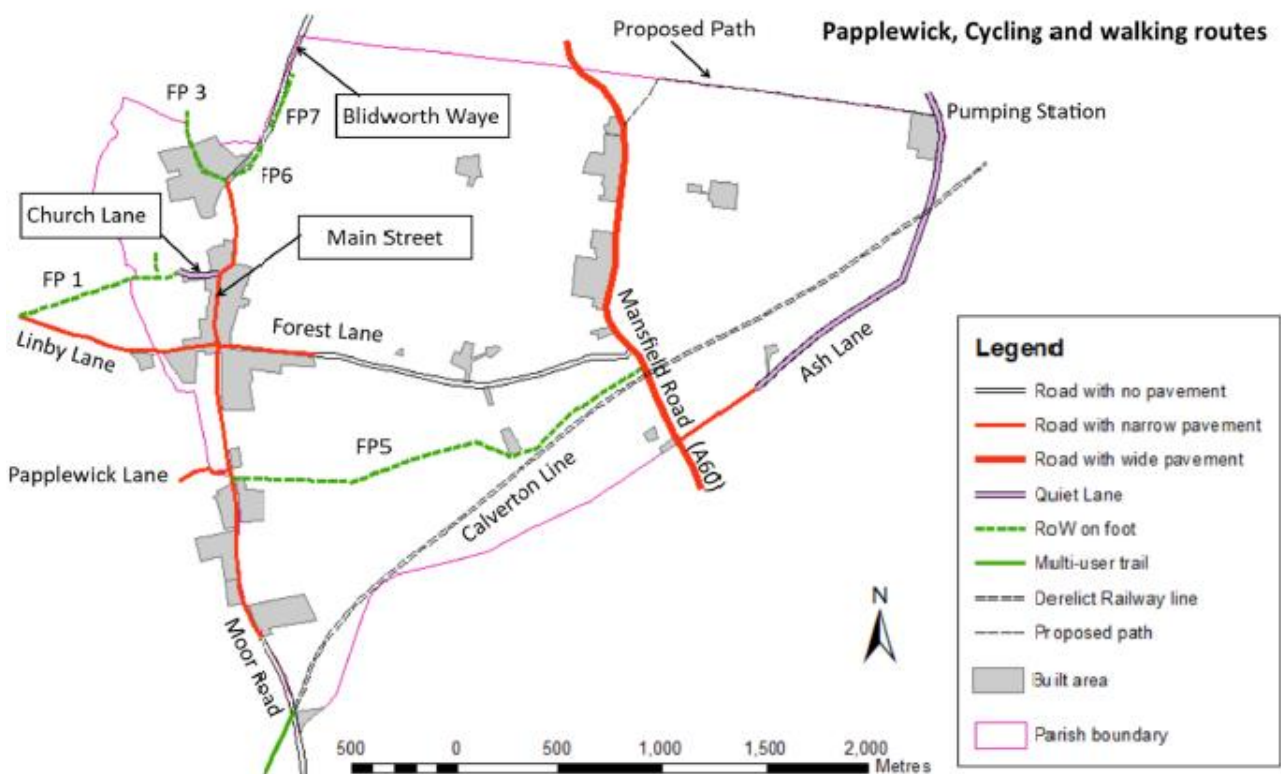 Papplewick, Cycling and walking routes
Proposed Path
Pumping Station
FP 3
FP7
Blidworth Waye
FP6
Church Lane
Main Street
FP 1
Linby Lane
Forest Lane
Mansfield Road (A60)
Ash Lane
FP5
Papplewick Lane
Calverton Line
Moor Road
N
Legend
Road with no pavement
Road with narrow pavement
Road with wide pavement
Quiet Lane
RoW on foot
Multi-user trail
Derelict Railway line
Proposed path
Built area
Parish boundary
500 0 500 1,000 1,500 2,000
Metres